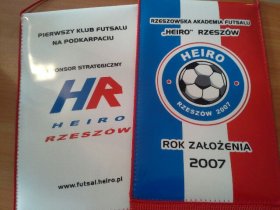 PIERWSZY KLUB FUTSALU
NA PODKARPACIU
SPONSOR STRATEGICZNY
HR
HEIRO
RZESZÓW
www.futsal.heiro.pl
RZESZOWSKA AKADEMIA FUTSALU
„HEIRO" RZESZÓW
HEIRO
RZESZÓW 2007
ROK ZAŁOŻENIA
2007